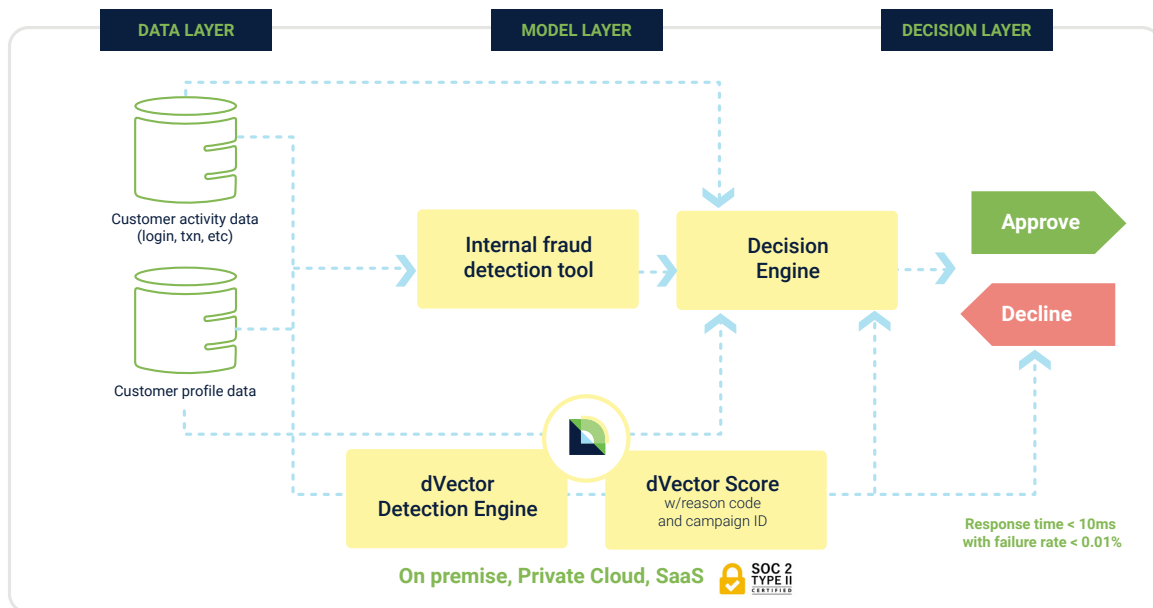 DATA LAYER
MODEL LAYER
DECISION LAYER
Customer activity data
(login, txn, etc)
Internal fraud
detection tool
Decision
Engine
Approve
Decline
Customer profile data
dVector
Detection Engine
dVector Score
w/reason code
and campaign ID
Response time < 10ms
with failure rate < 0.01%
On premise, Private Cloud, SaaS
SOC 2
TYPE II
CERTIFIED